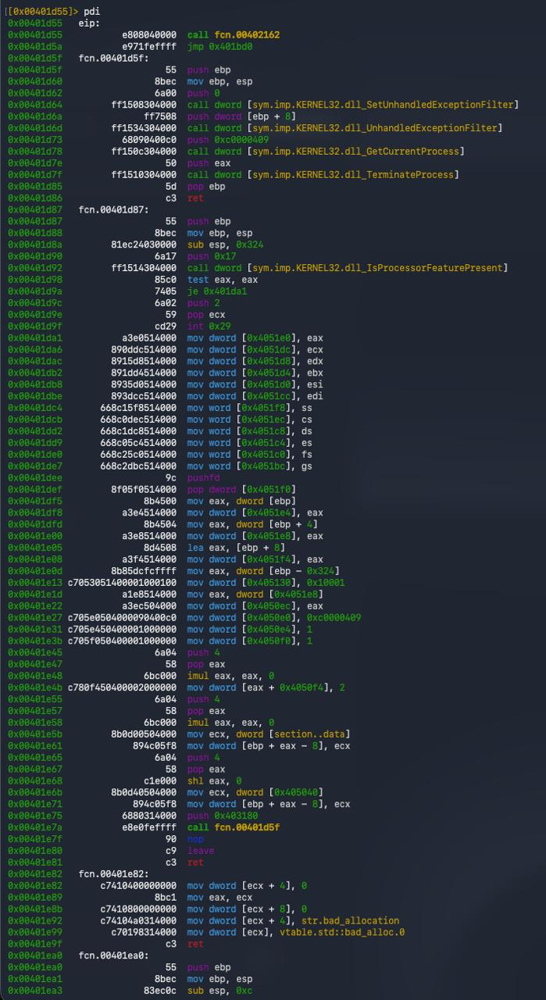 [[0x00401d55]> pdi
0x00401d55 eip:
0x00401d55 e808040000 call fcn.00402162
0x00401d5a e971feffff jmp 0x401bd0
0x00401d5f fcn.00401d5f:
0x00401d5f 55 push ebp
0x00401d60 8bec mov ebp, esp
0x00401d62 6a00 push 0
0x00401d64 ff1508304000 call dword [sym.imp.KERNEL32.dll_SetUnhandledExceptionFilter]
0x00401d6a ff7508 push dword [ebp + 8]
0x00401d6d ff1534304000 call dword [sym.imp.KERNEL32.dll_UnhandledExceptionFilter]
0x00401d73 68090400c0 push 0xc0000409
0x00401d78 ff150c304000 call dword [sym.imp.KERNEL32.dll_GetCurrentProcess]
0x00401d7e 50 push eax
0x00401d7f ff1510304000 call dword [sym.imp.KERNEL32.dll_TerminateProcess]
0x00401d85 5d pop ebp
0x00401d86 c3 ret
0x00401d87 fcn.00401d87:
0x00401d87 55 push ebp
0x00401d88 8bec mov ebp, esp
0x00401d8a 81ec24030000 sub esp, 0x324
0x00401d90 6a17 push 0x17
0x00401d92 ff1514304000 call dword [sym.imp.KERNEL32.dll_IsProcessorFeaturePresent]
0x00401d98 85c0 test eax, eax
0x00401d9a 7405 je 0x401da1
0x00401d9c 6a02 push 2
0x00401d9e 59 pop ecx
0x00401d9f cd29 int 0x29
0x00401da1 a3e0514000 mov dword [0x4051e0], eax
0x00401da6 890ddc514000 mov dword [0x4051dc], ecx
0x00401dac 8915d8514000 mov dword [0x4051d8], edx
0x00401db2 891dd4514000 mov dword [0x4051d4], ebx
0x00401db8 8935d0514000 mov dword [0x4051d0], esi
0x00401dbe 893dcc514000 mov dword [0x4051cc], edi
0x00401dc4 668c15f8514000 mov word [0x4051f8], ss
0x00401dcb 668c0dec514000 mov word [0x4051ec], cs
0x00401dd2 668c1dc8514000 mov word [0x4051c8], ds
0x00401dd9 668c05c4514000 mov word [0x4051c4], es
0x00401de0 668c25c0514000 mov word [0x4051c0], fs
0x00401de7 668c2dbc514000 mov word [0x4051bc], gs
0x00401dee 9c pushfd
0x00401def 8f05f0514000 pop dword [0x4051f0]
0x00401df5 8b4500 mov eax, dword [ebp]
0x00401df8 a3e4514000 mov dword [0x4051e4], eax
0x00401dfd 8b4504 mov eax, dword [ebp + 4]
0x00401e00 a3e8514000 mov dword [0x4051e8], eax
0x00401e05 8d4508 lea eax, [ebp + 8]
0x00401e08 a3f4514000 mov dword [0x4051f4], eax
0x00401e0d 8b85dcfcffff mov eax, dword [ebp - 0x324]
0x00401e13 c7053051400001000100 mov dword [0x405130], 0x10001
0x00401e1d a1e8514000 mov eax, dword [0x4051e8]
0x00401e22 a3ec504000 mov dword [0x4050ec], eax
0x00401e27 c705e0504000090400c0 mov dword [0x4050e0], 0xc0000409
0x00401e31 c705e450400001000000 mov dword [0x4050e4], 1
0x00401e3b c705f050400001000000 mov dword [0x4050f0], 1
0x00401e45 6a04 push 4
0x00401e47 58 pop eax
0x00401e48 6bc000 imul eax, eax, 0
0x00401e4b c780f450400002000000 mov dword [eax + 0x4050f4], 2
0x00401e55 6a04 push 4
0x00401e57 58 pop eax
0x00401e58 6bc000 imul eax, eax, 0
0x00401e5b 8b0d00504000 mov ecx, dword [section..data]
0x00401e61 894c05f8 mov dword [ebp + eax - 8], ecx
0x00401e65 6a04 push 4
0x00401e67 58 pop eax
0x00401e68 c1e000 shl eax, 0
0x00401e6b 8b0d40504000 mov ecx, dword [0x405040]
0x00401e71 894c05f8 mov dword [ebp + eax - 8], ecx
0x00401e75 6880314000 push 0x403180
0x00401e7a e8e0feffff call fcn.00401d5f
0x00401e7f 90 nop
0x00401e80 c9 leave
0x00401e81 c3 ret
0x00401e82 fcn.00401e82:
0x00401e82 c7410400000000 mov dword [ecx + 4], 0
0x00401e89 8bc1 mov eax, ecx
0x00401e8b c7410800000000 mov dword [ecx + 8], 0
0x00401e92 c74104a0314000 mov dword [ecx + 4], str.bad_allocation
0x00401e99 c70198314000 mov dword [ecx], vtable.std::bad_alloc.0
0x00401e9f c3 ret
0x00401ea0 fcn.00401ea0:
0x00401ea0 55 push ebp
0x00401ea1 8bec mov ebp, esp
0x00401ea3 83ec0c sub esp, 0xc